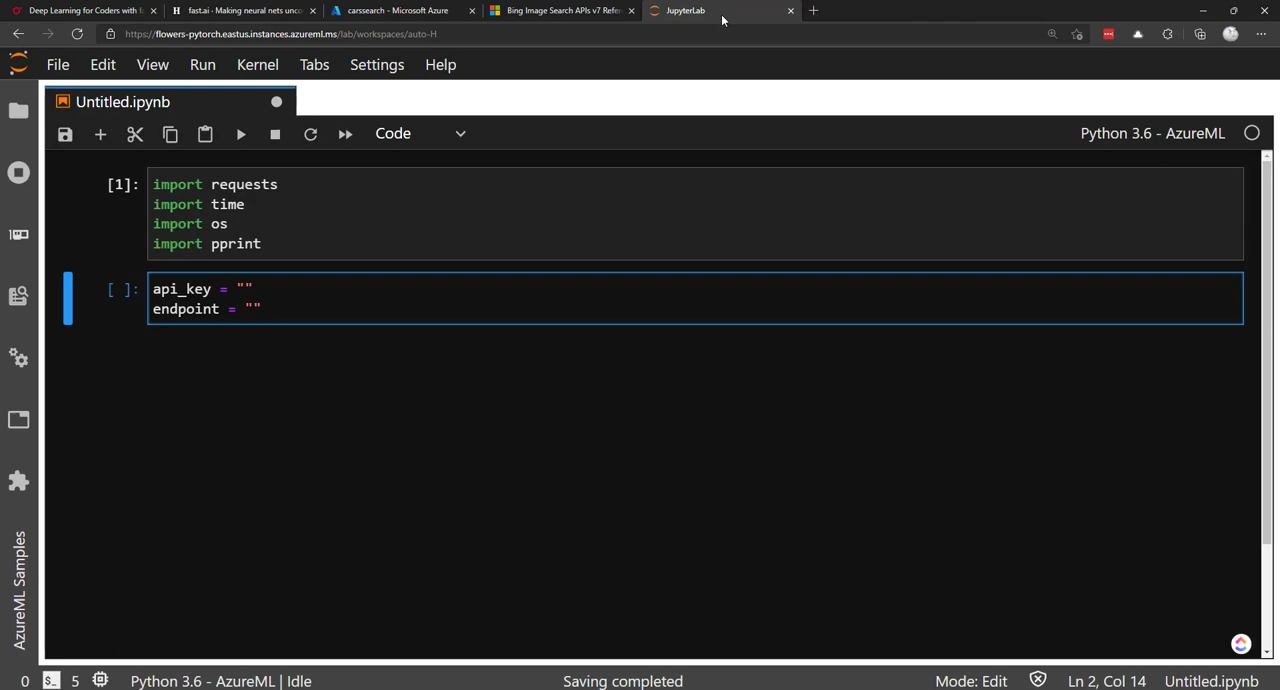 Deep Learning for Coders with fa
fast.ai · Making neural nets unco
carssearch - Microsoft Azure
Bing Image Search APIs v7 Refer
JupyterLab
https://flowers-pytorch.eastus.instances.azureml.ms/lab/workspaces/auto-H
File Edit View Run Kernel Tabs Settings Help
Untitled.ipynb
Code
Python 3.6 - AzureML
[1]:
import requests
import time
import os
import pprint
[ ]:
api_key = ""
endpoint = ""
AzureML Samples
0 $_ 5 Python 3.6 - AzureML | Idle Saving completed Mode: Edit Ln 2, Col 14 Untitled.ipynb